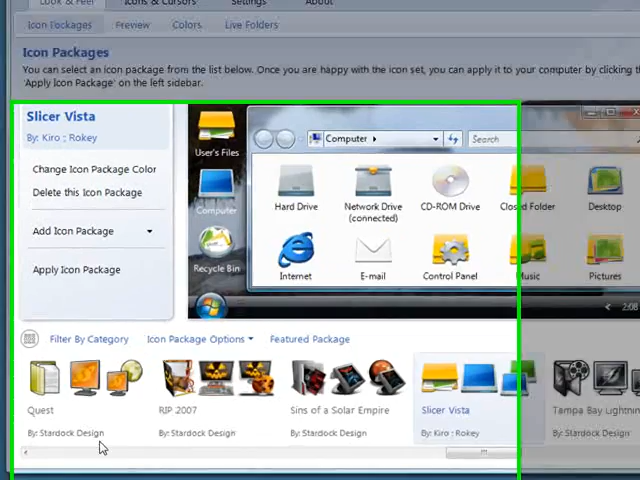 Look & Feel Icons & Cursors Settings About
Icon Packages Preview Colors Live Folders
Icon Packages
You can select an icon package from the list below. Once you are happy with the icon set, you can apply it to your computer by clicking
'Apply Icon Package' on the left sidebar.
Slicer Vista
By: Kiro ; Rokey
Change Icon Package Color
Delete this Icon Package
Add Icon Package
Apply Icon Package
User's Files
Computer
Recycle Bin
Computer
Search
Hard Drive
Network Drive
(connected)
CD-ROM Drive
Closed Folder
Desktop
Internet
E-mail
Control Panel
Music
Pictures
2:08
Filter By Category Icon Package Options Featured Package
Quest
By: Stardock Design
RIP 2007
By: Stardock Design
Sins of a Solar Empire
By: Stardock Design
Slicer Vista
By: Kiro ; Rokey
Tampa Bay Lightnin
By: Stardock Design